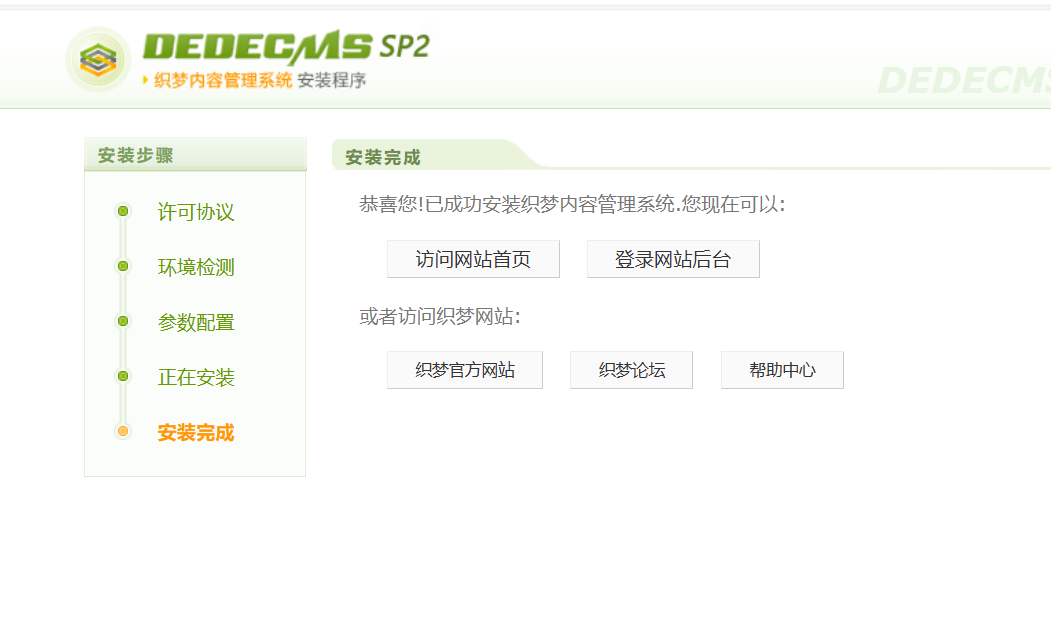 DEDECMS SP2
织梦内容管理系统 安装程序
DEDECMS
安装步骤
许可协议
环境检测
参数配置
正在安装
安装完成
安装完成
恭喜您!已成功安装织梦内容管理系统.您现在可以:
访问网站首页 登录网站后台
或者访问织梦网站:
织梦官方网站 织梦论坛 帮助中心